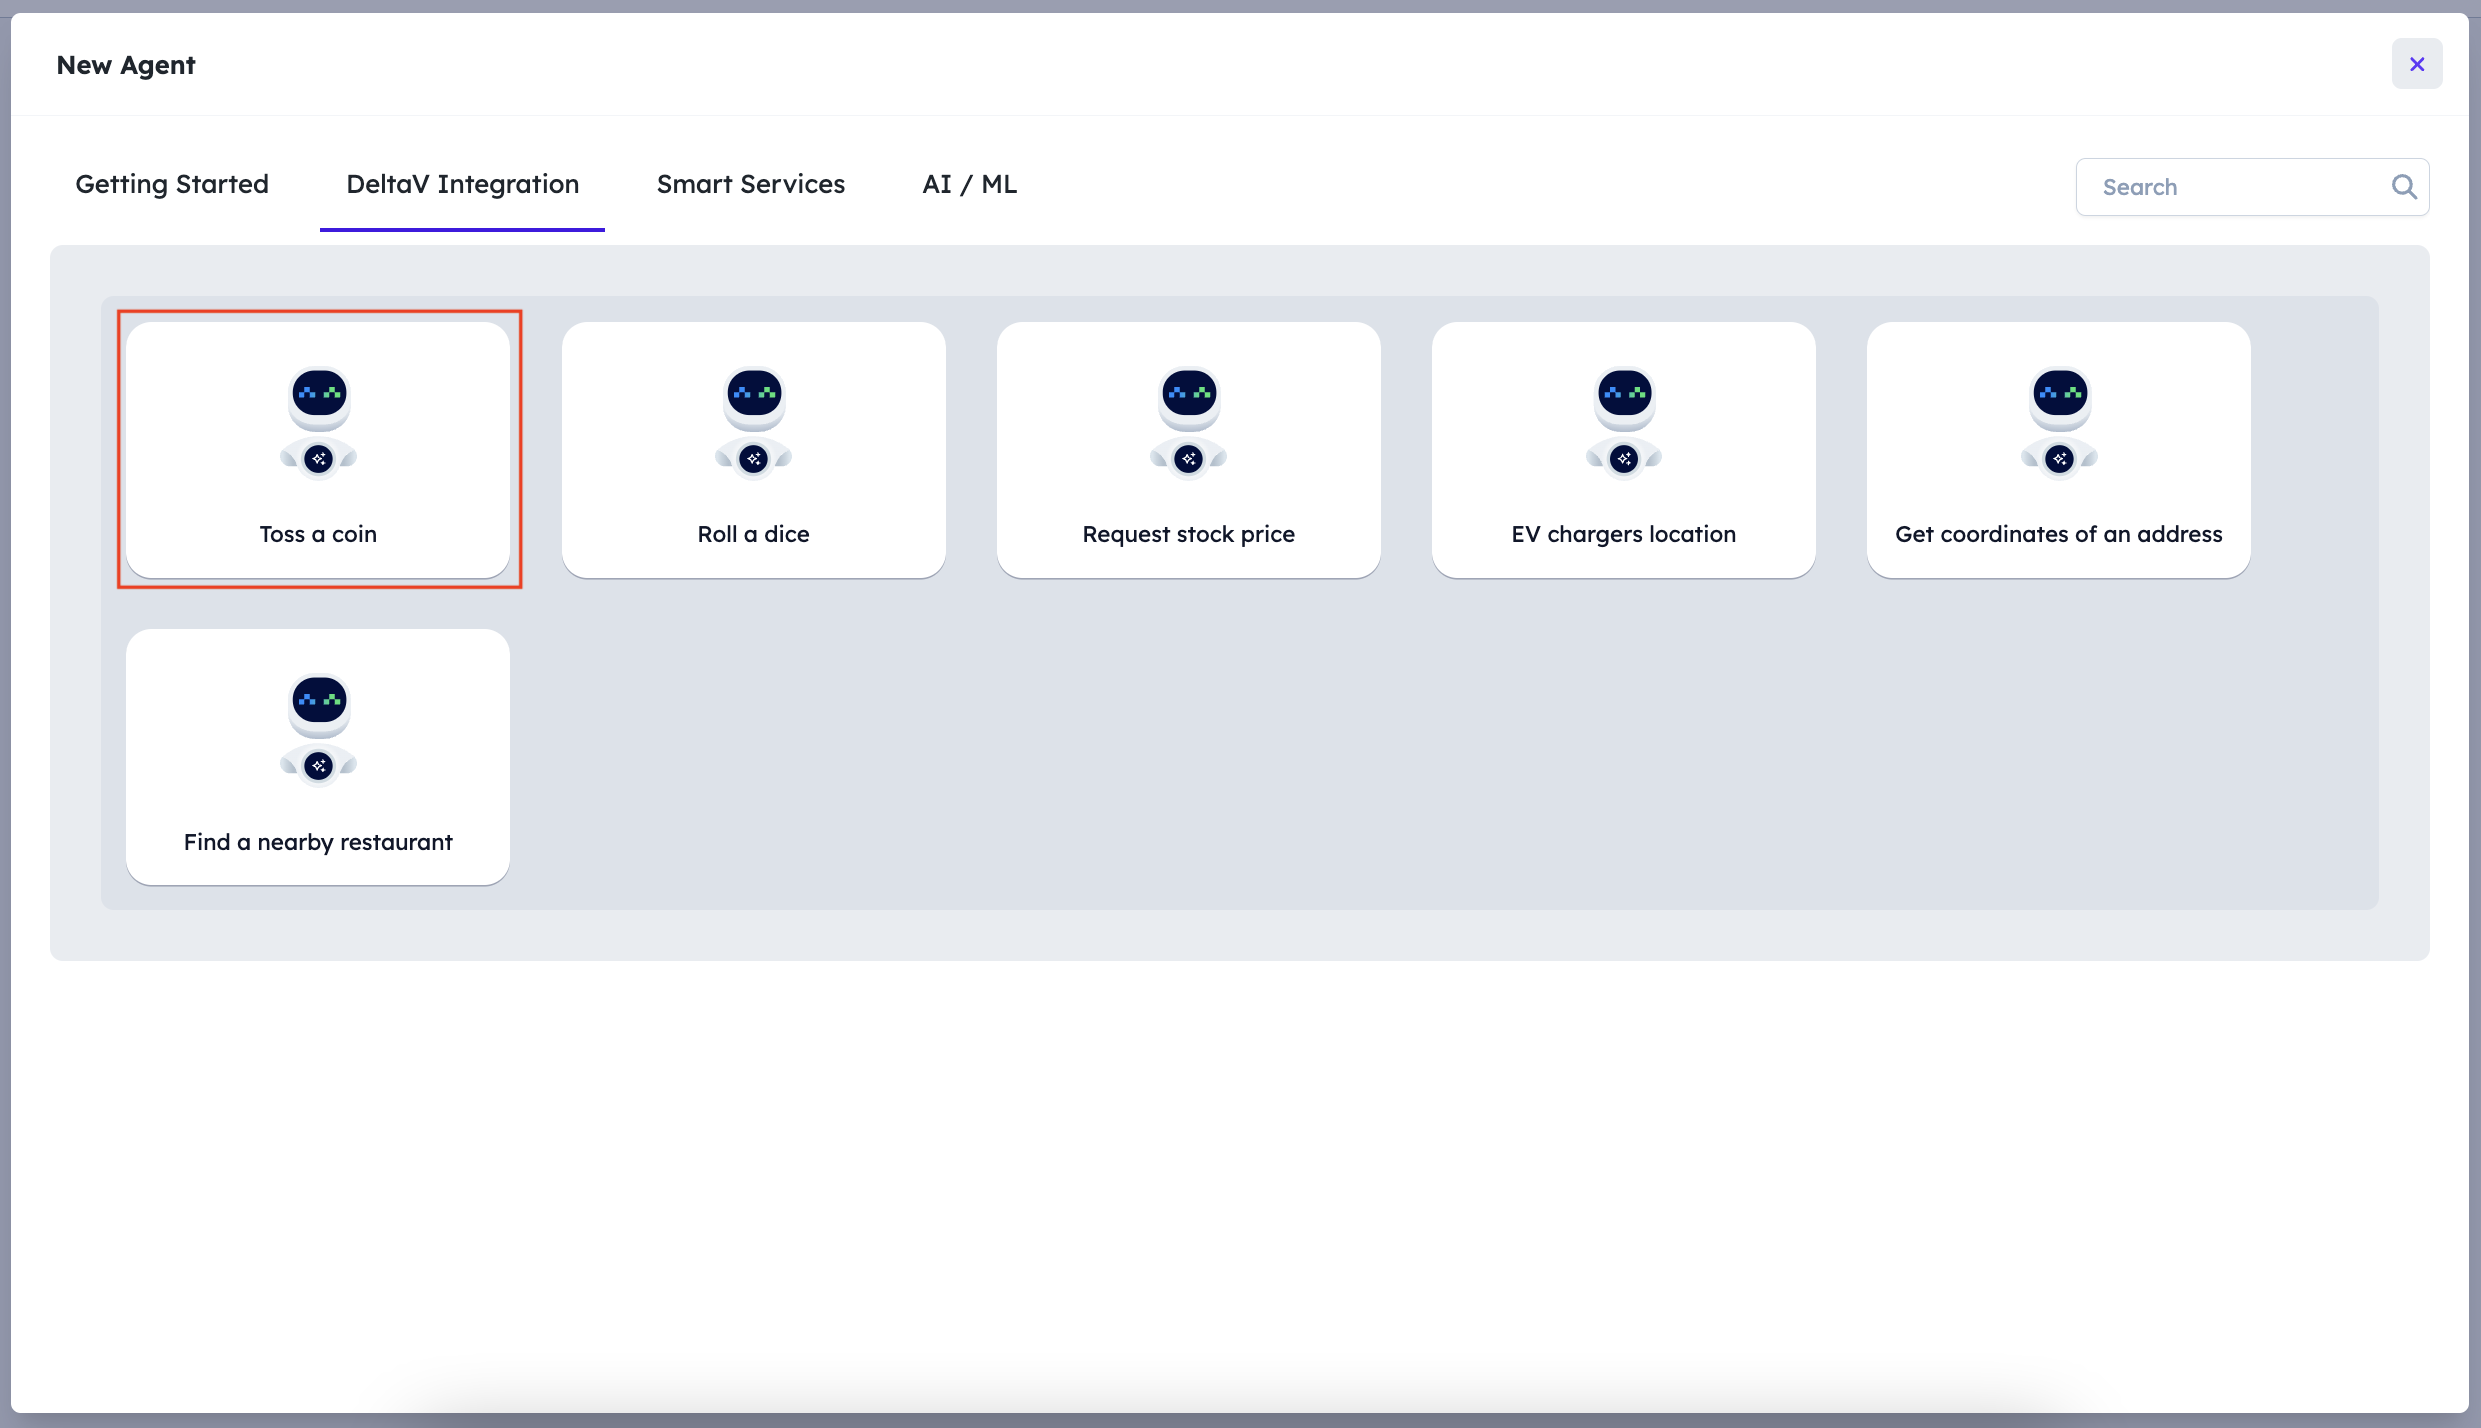 New Agent
Getting Started
DeltaV Integration
Smart Services
AI / ML
Search
Toss a coin
Roll a dice
Request stock price
EV chargers location
Get coordinates of an address
Find a nearby restaurant